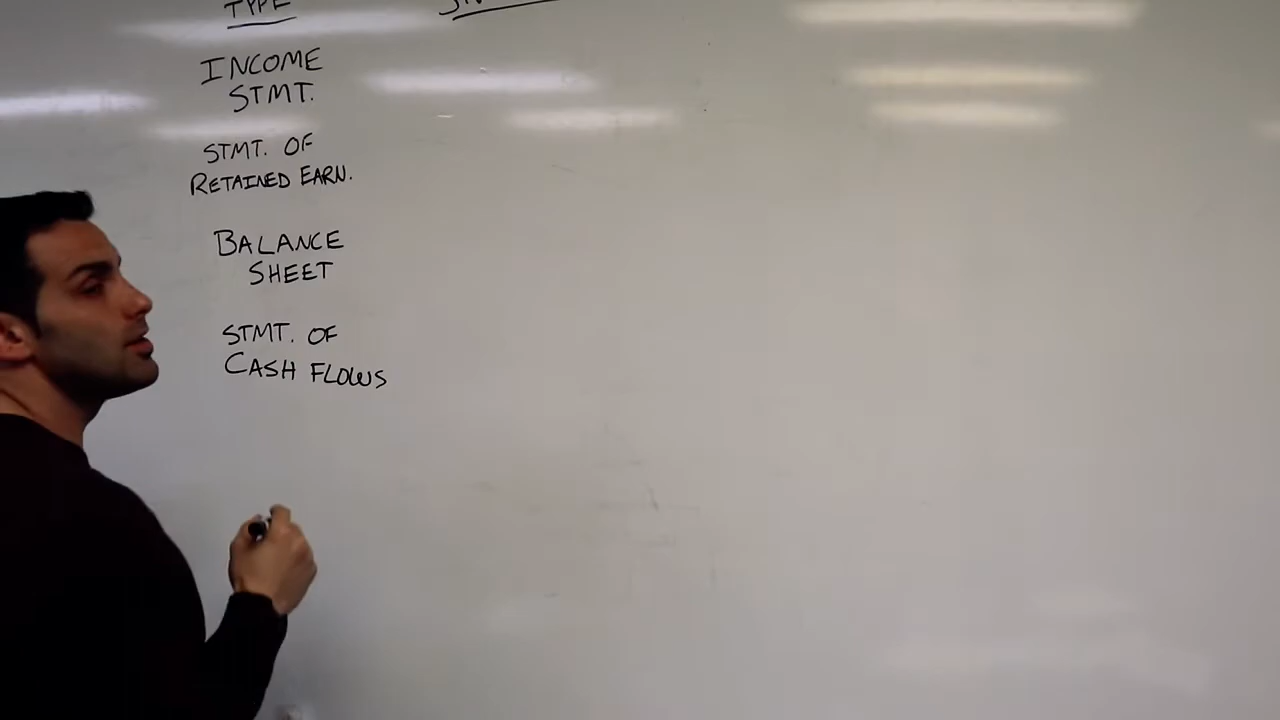 TYPE
INCOME
STMT.
STMT. OF
RETAINED EARN.
BALANCE
SHEET
STMT. OF
CASH FLOWS